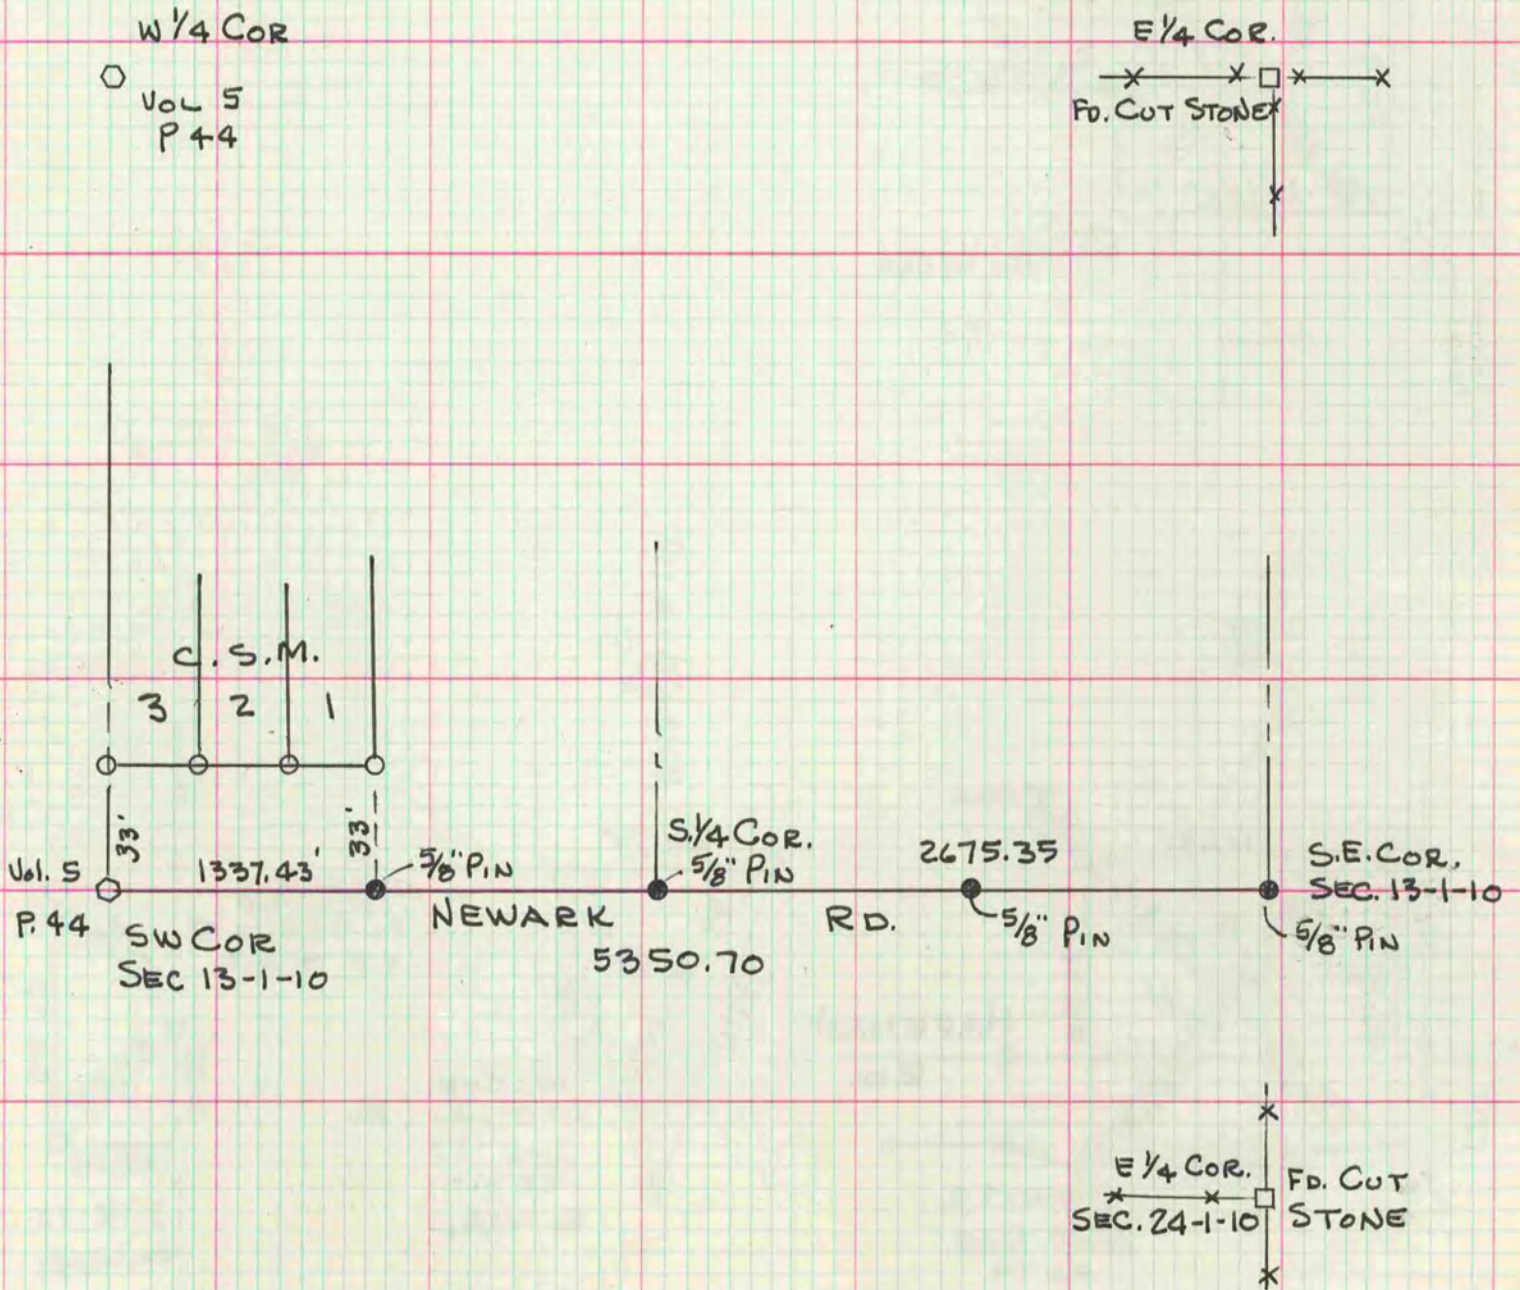 W 1/4 COR
VOL 5
P 44
E 1/4 COR.
FD. CUT STONE
C. S. M.
3 2 1
33'
33'
S. 1/4 COR.
5/8" PIN
Vol. 5
P. 44
1337.43'
5/8" PIN
2675.35
S.E. COR.
SEC. 13-1-10
5/8" PIN
SW COR
SEC 13-1-10
NEWARK RD.
5/8" PIN
5350.70
E 1/4 COR.
SEC. 24-1-10
FD. CUT
STONE